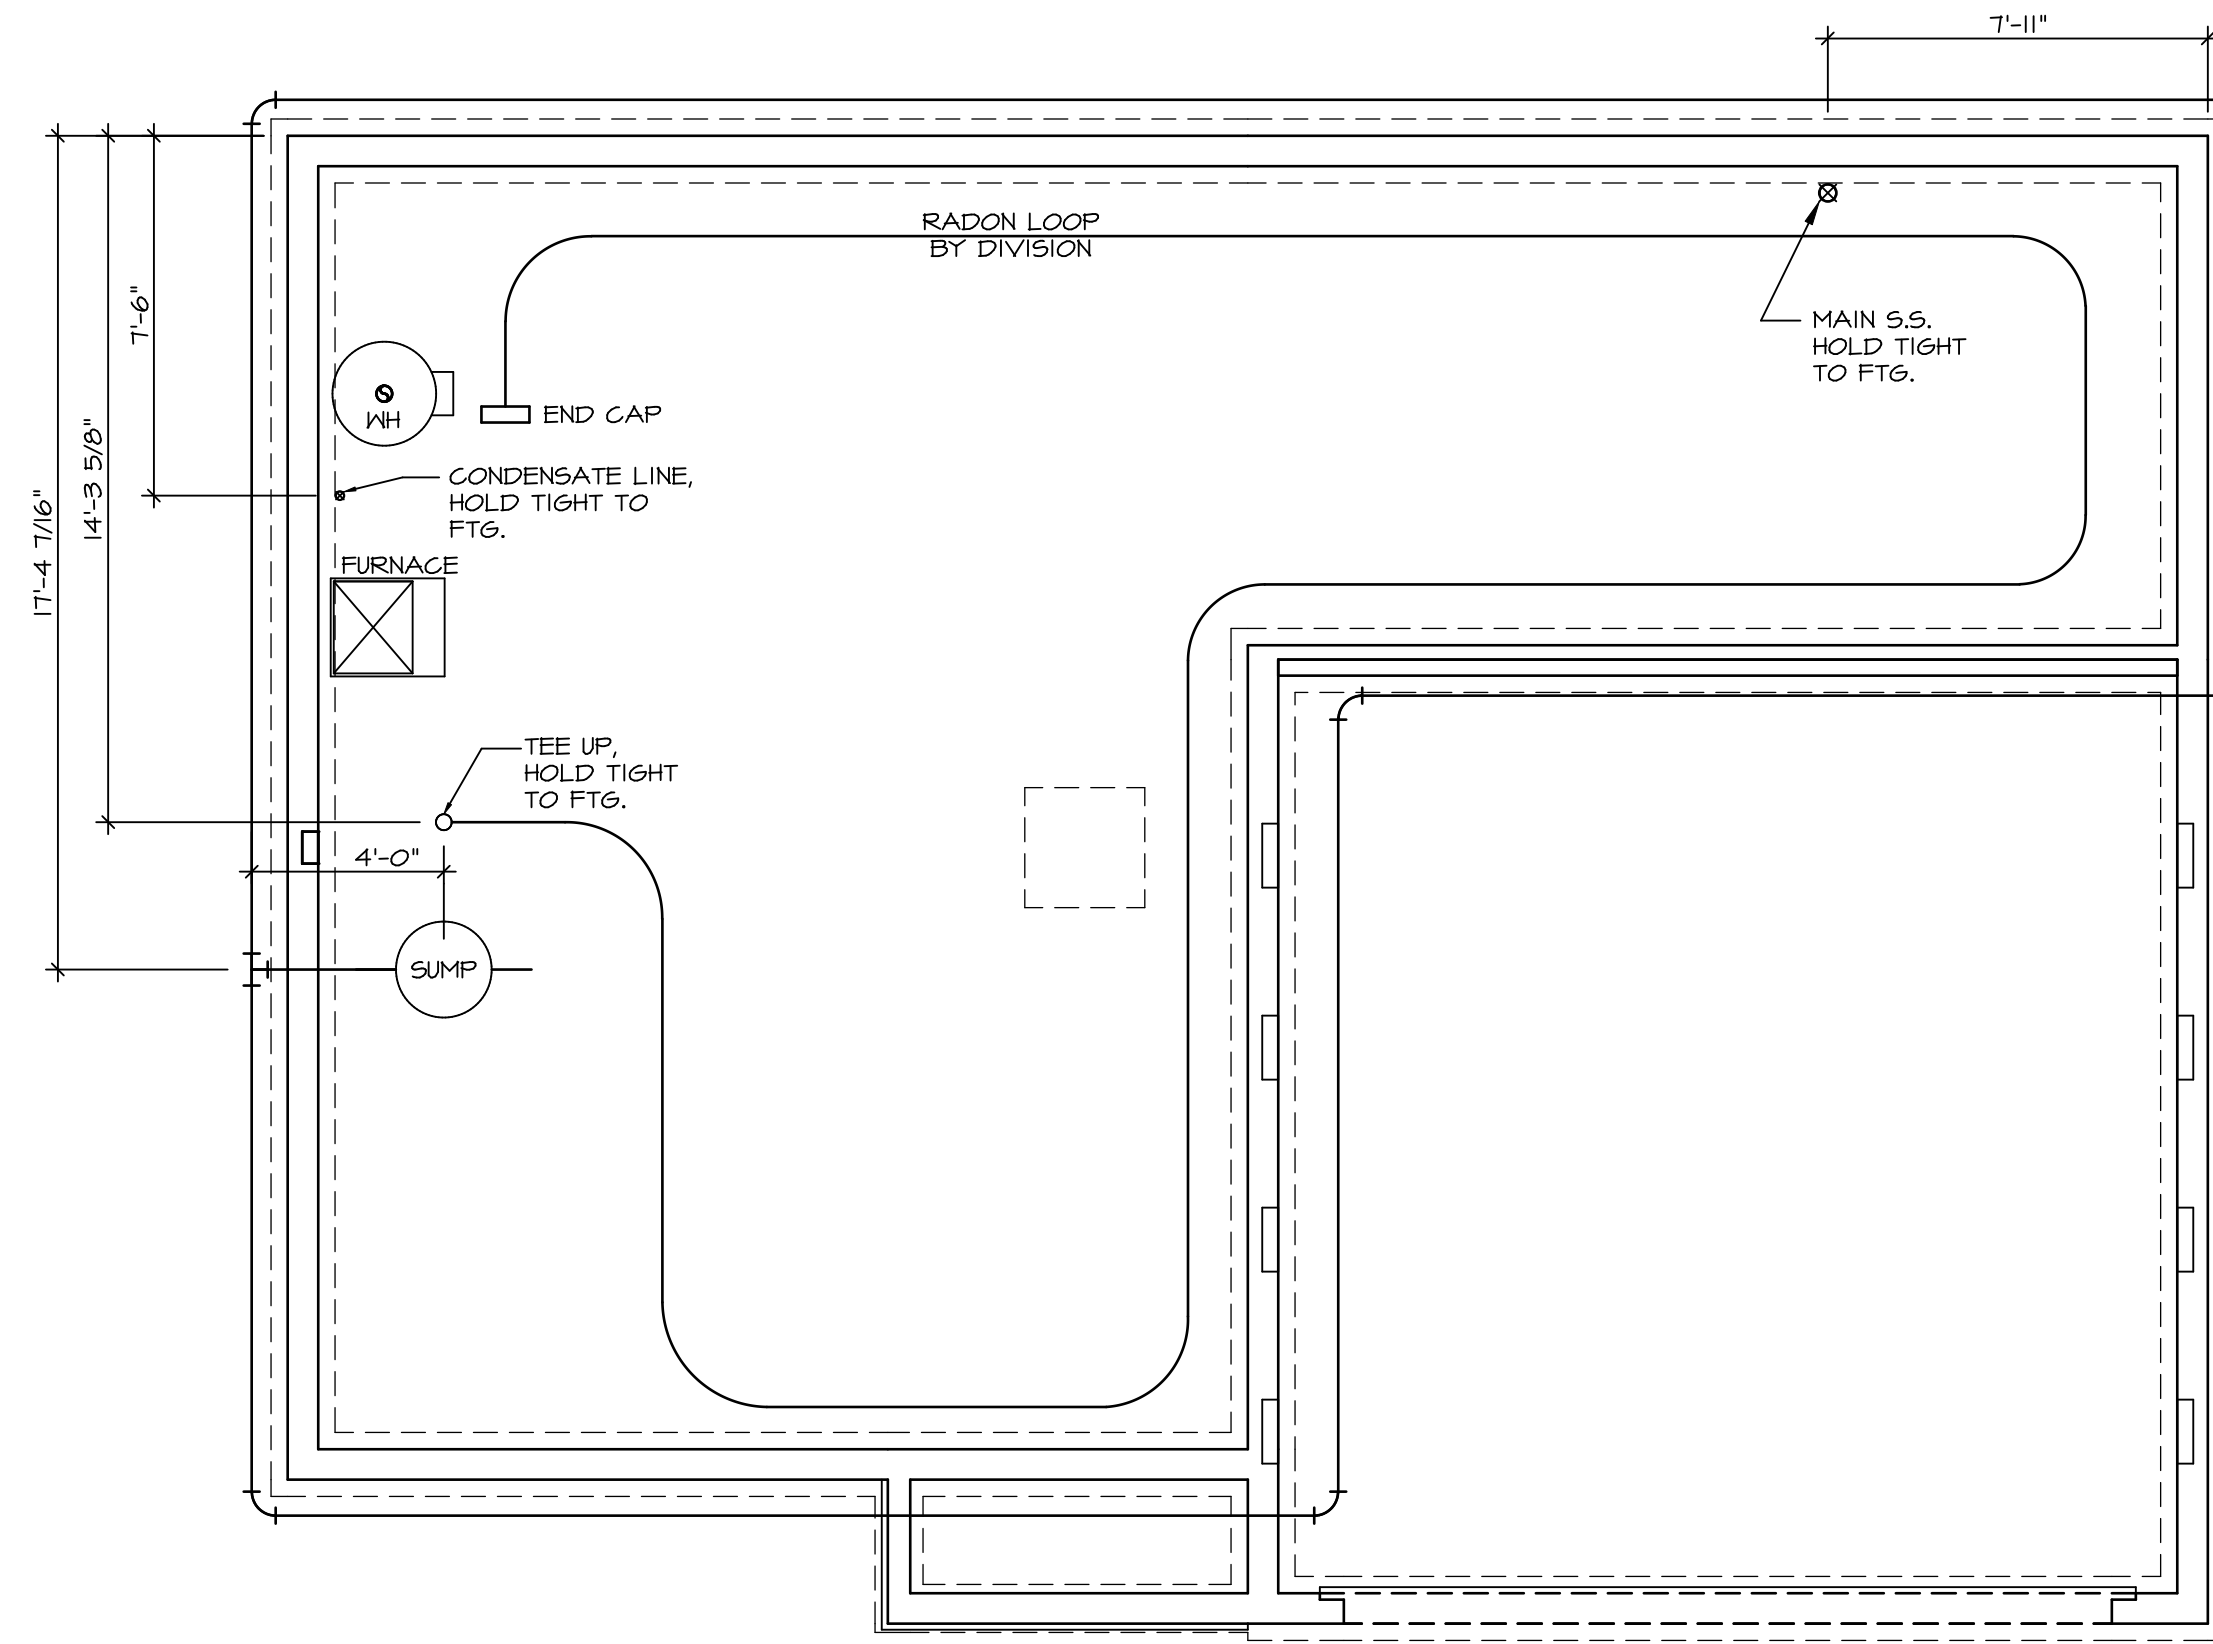 7'-11"
RADON LOOP
BY DIVISION
7'-6"
MAIN S.S.
HOLD TIGHT
TO FTG.
WH
END CAP
14'-3 5/8"
17'-4 7/16"
CONDENSATE LINE,
HOLD TIGHT TO
FTG.
FURNACE
TEE UP,
HOLD TIGHT
TO FTG.
4'-0"
SUMP